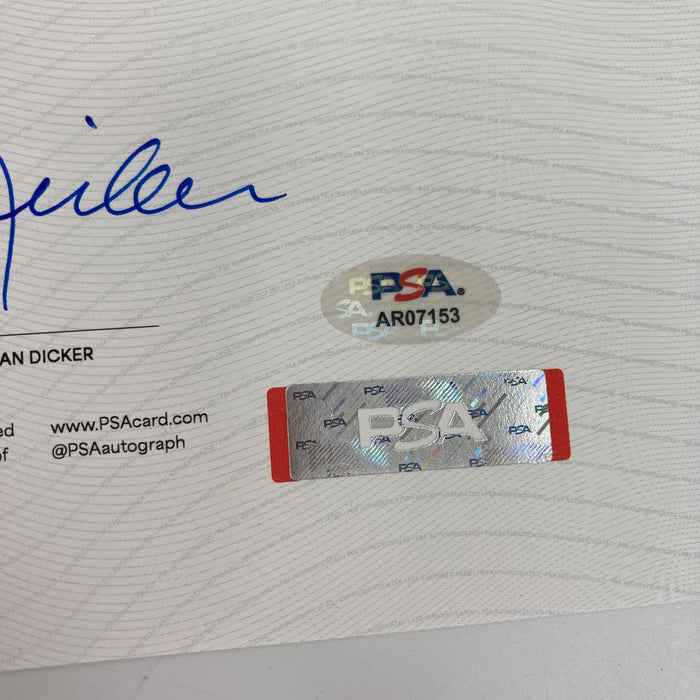 PSA®
AR07153
AN DICKER
ed
of
www.PSAcard.com
@PSAautograph
PSA